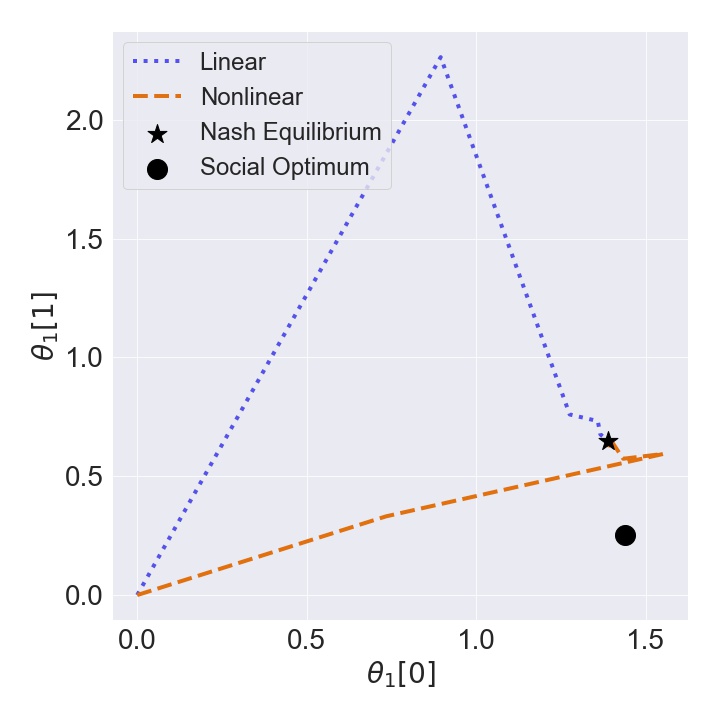 Linear
Nonlinear
Nash Equilibrium
Social Optimum
2.0
1.5
1.0
0.5
0.0
θ₁[1]
0.0 0.5 1.0 1.5
θ₁[0]